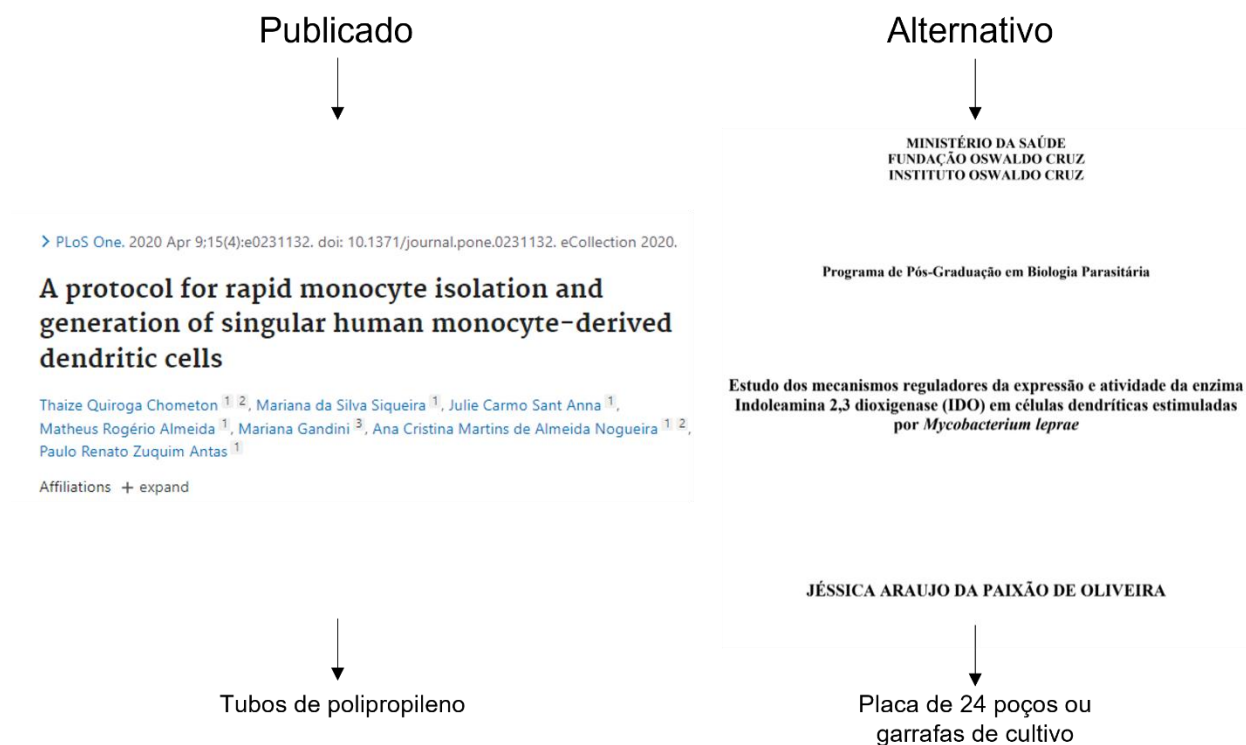 Publicado
> PLoS One. 2020 Apr 9;15(4):e0231132. doi: 10.1371/journal.pone.0231132. eCollection 2020.
A protocol for rapid monocyte isolation and
generation of singular human monocyte-derived
dendritic cells
Thaize Quiroga Chometon 1 2, Mariana da Silva Siqueira 1, Julie Carmo Sant Anna 1,
Matheus Rogério Almeida 1, Mariana Gandini 3, Ana Cristina Martins de Almeida Nogueira 1 2,
Paulo Renato Zuquim Antas 1
Affiliations + expand
Tubos de polipropileno
Alternativo
MINISTÉRIO DA SAÚDE
FUNDAÇÃO OSWALDO CRUZ
INSTITUTO OSWALDO CRUZ
Programa de Pós-Graduação em Biologia Parasitária
Estudo dos mecanismos reguladores da expressão e atividade da enzima
Indoleamina 2,3 dioxigenase (IDO) em células dendríticas estimuladas
por Mycobacterium leprae
JÉSSICA ARAUJO DA PAIXÃO DE OLIVEIRA
Placa de 24 poços ou
garrafas de cultivo